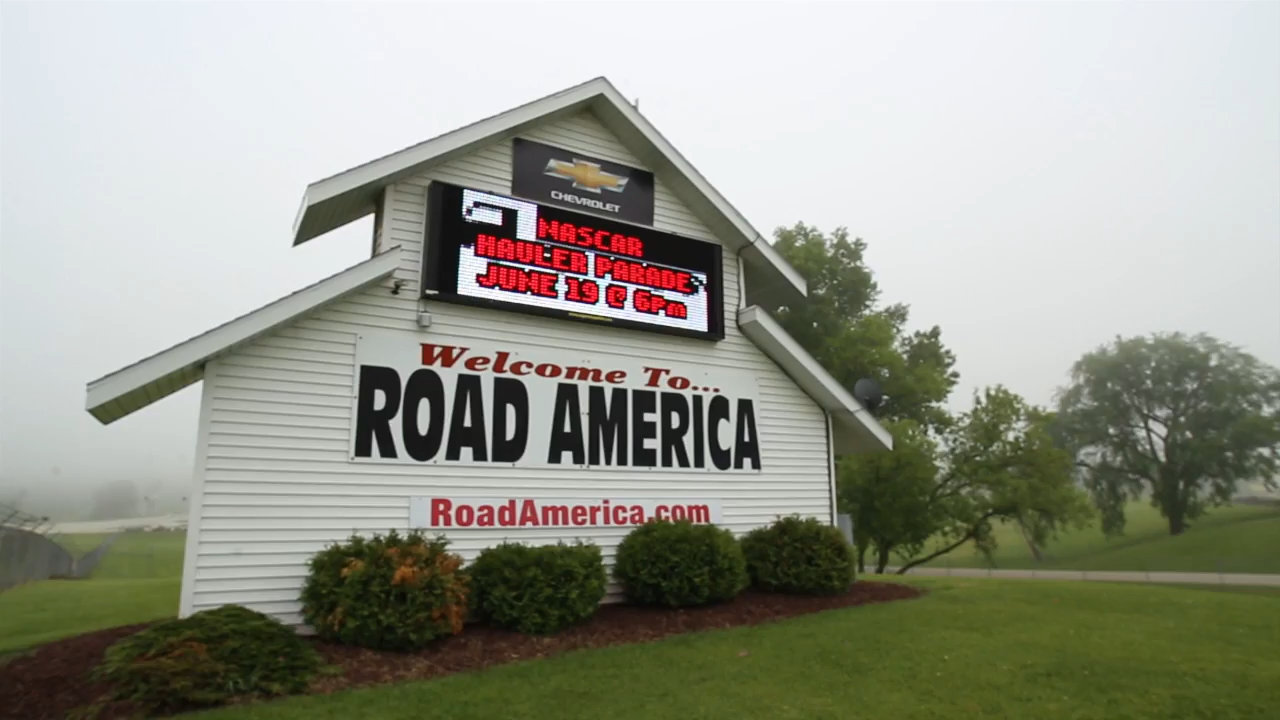 CHEVROLET
NASCAR
HAULER PARADE
JUNE 19 @ 6Pm
Welcome To...
ROAD AMERICA
RoadAmerica.com